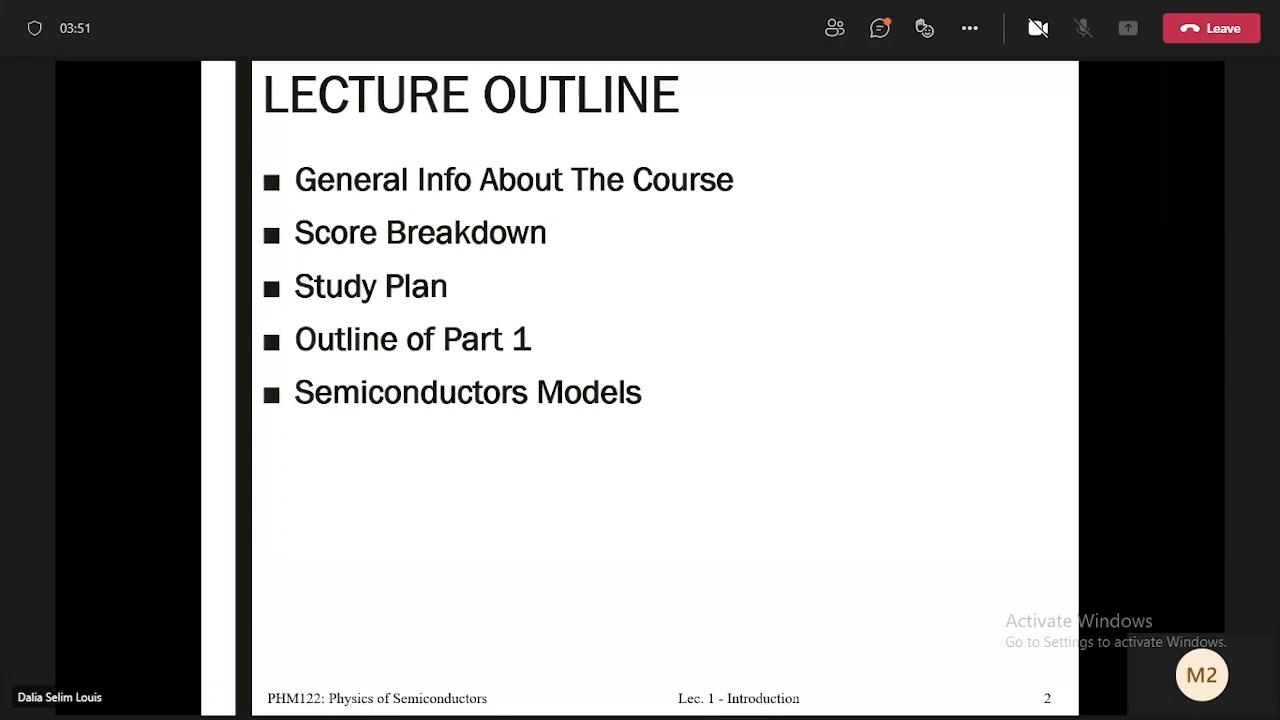 03:51
Leave
LECTURE OUTLINE
General Info About The Course
Score Breakdown
Study Plan
Outline of Part 1
Semiconductors Models
Activate Windows
Go to Settings to activate Windows.
M2
Dalia Selim Louis
PHM122: Physics of Semiconductors
Lec. 1 - Introduction
2